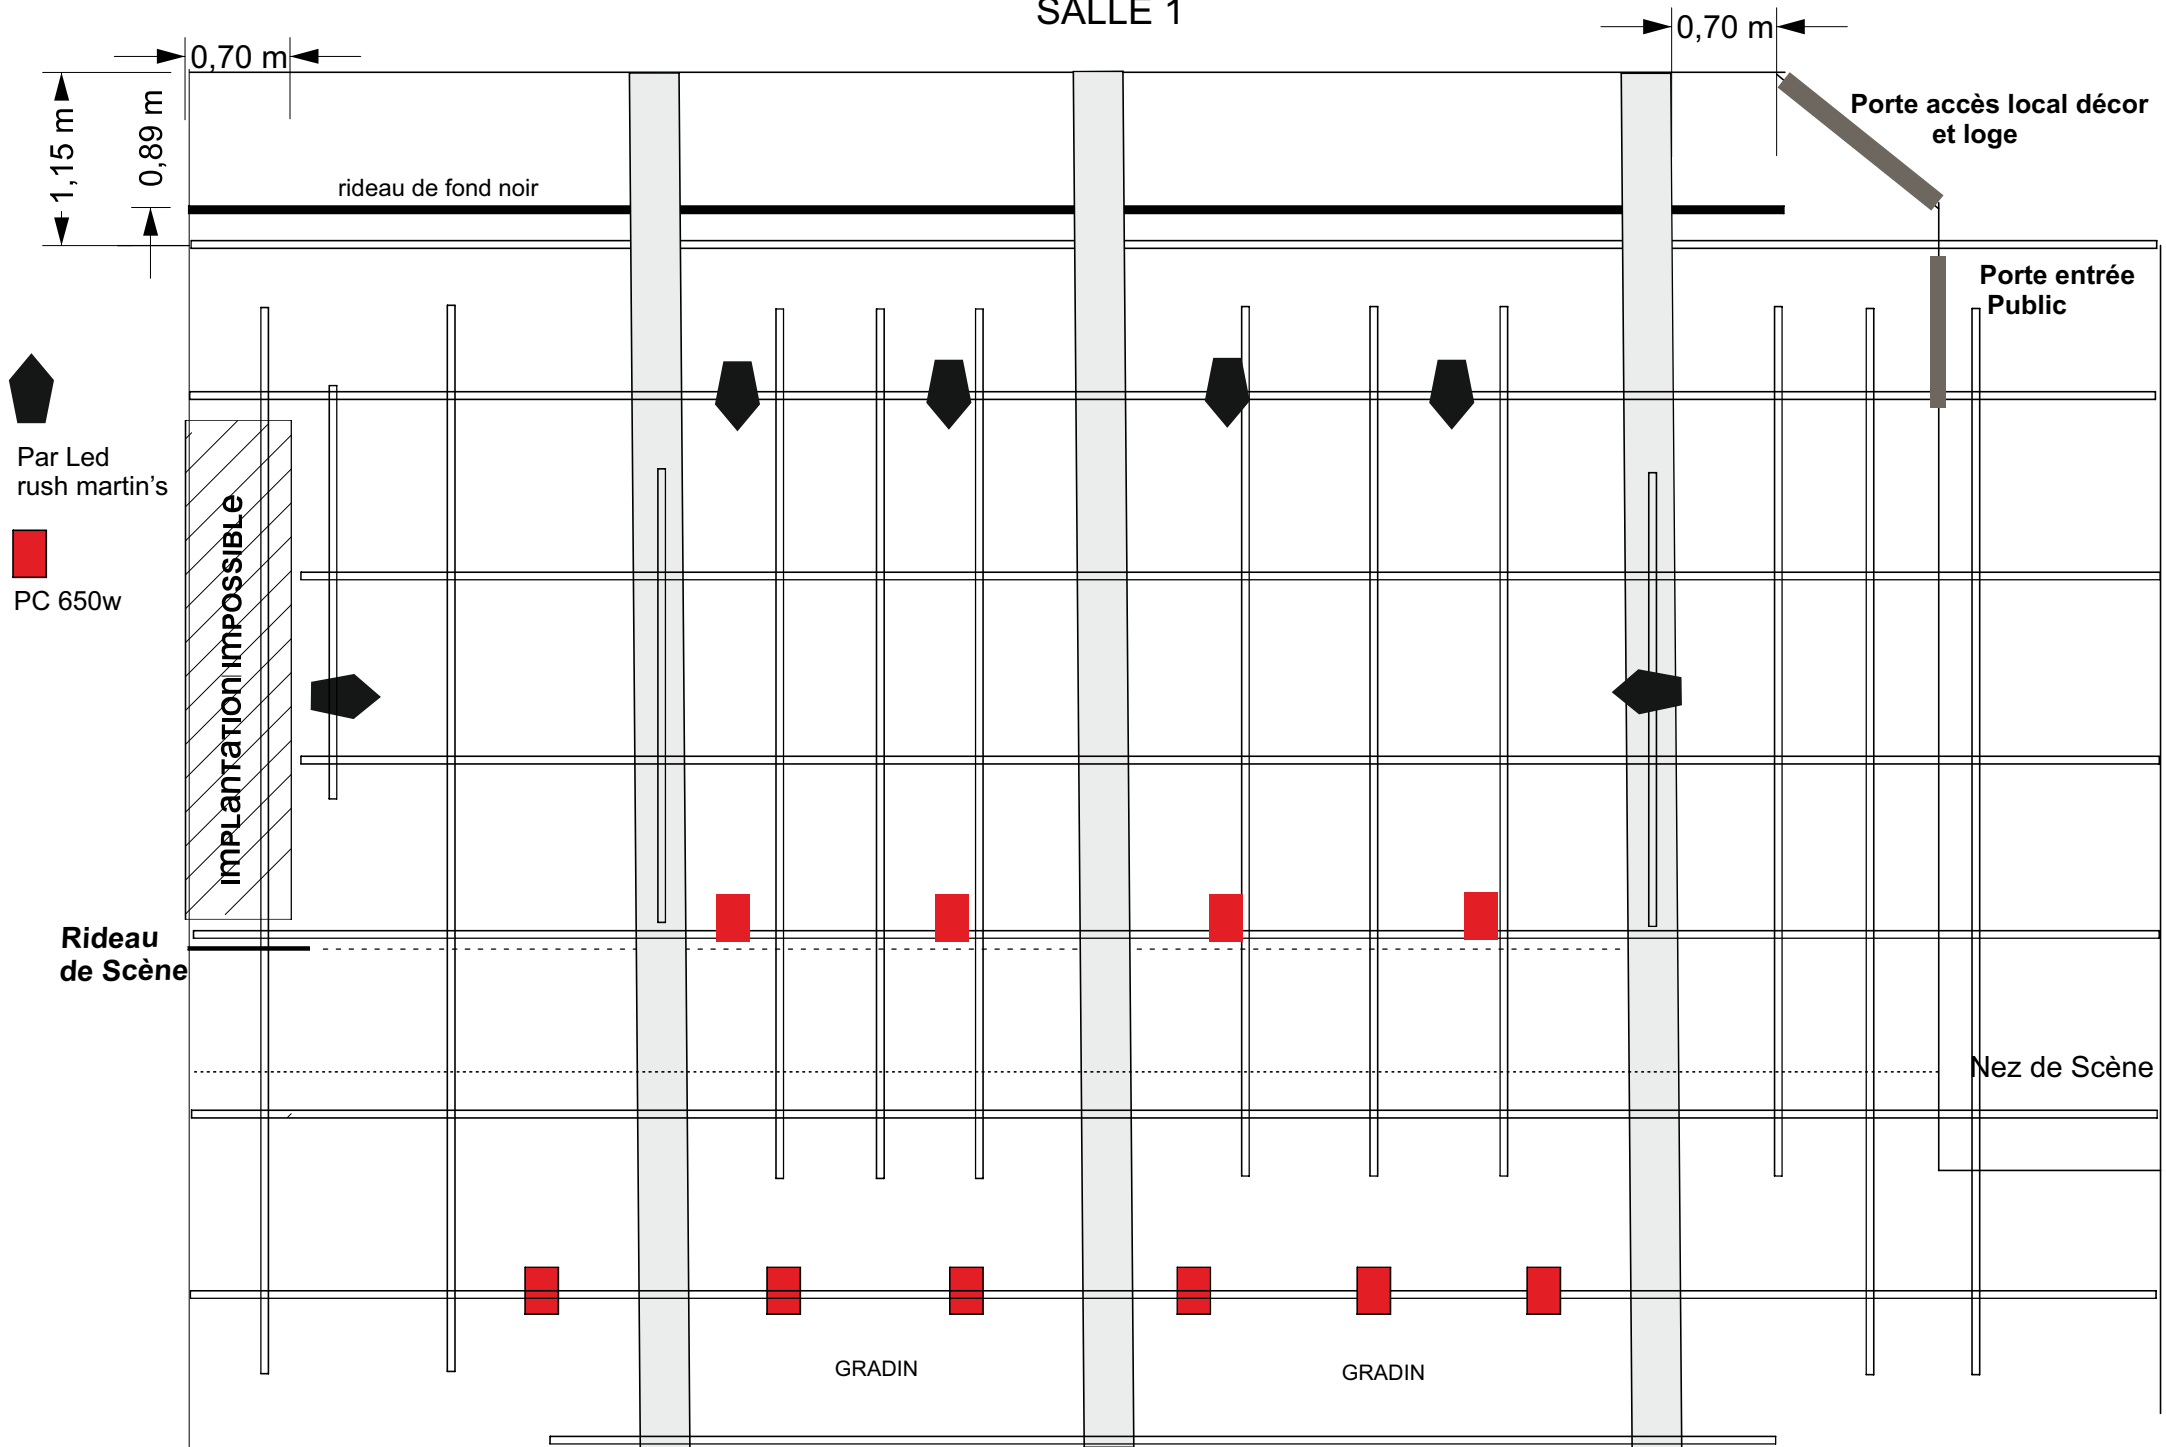 SALLE 1
0,70 m
0,70 m
1,15 m
0,89 m
Porte accès local décor
et loge
rideau de fond noir
Porte entrée
Public
Par Led
rush martin's
PC 650w
ImPLanTaTIon ImPOSSIBLE
Rideau
de Scène
Nez de Scène
GRADIN
GRADIN